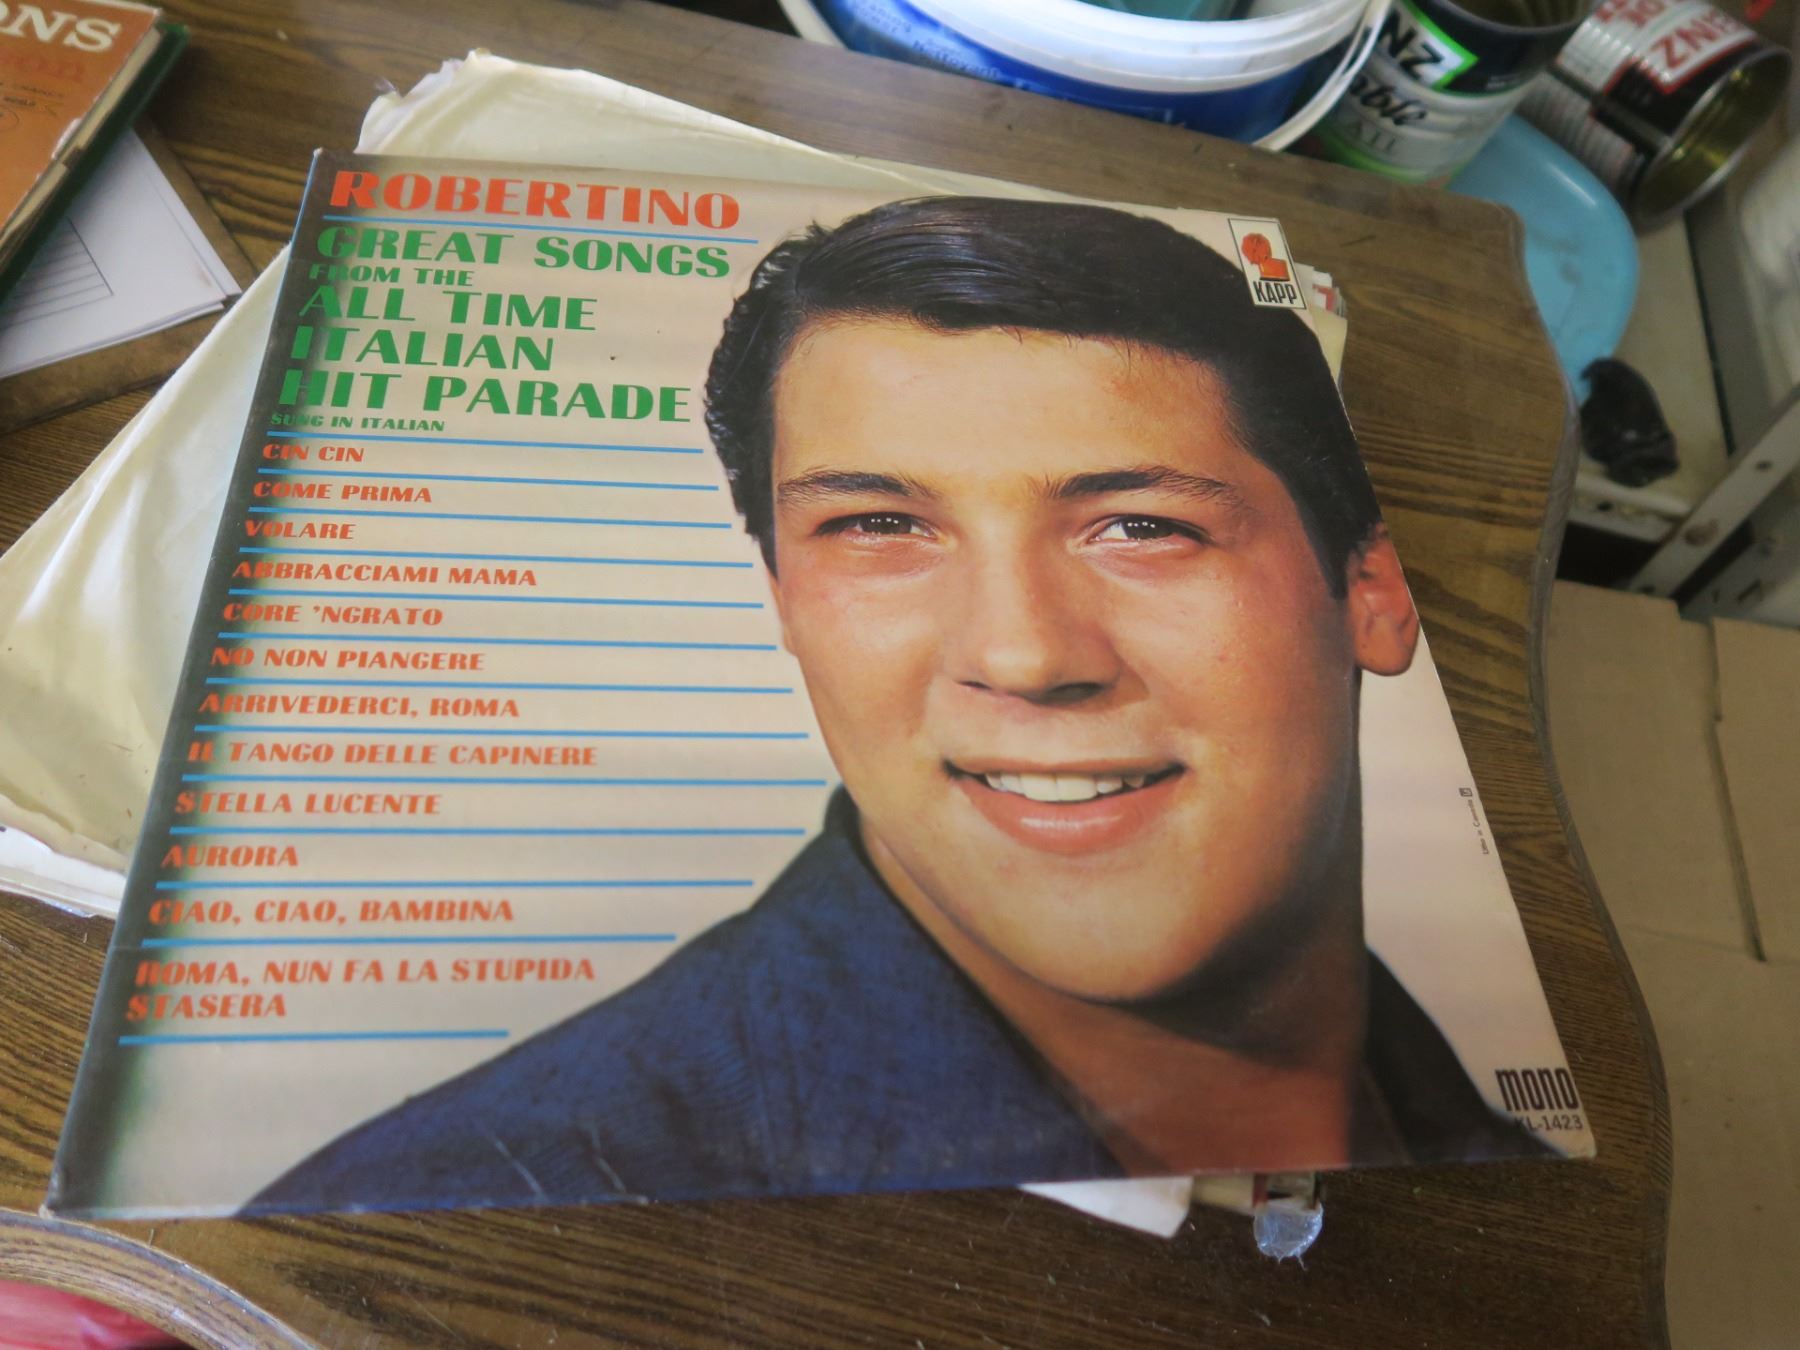 ROBERTINO
GREAT SONGS
FROM THE
ALL TIME
ITALIAN
HIT PARADE
SUNG IN ITALIAN
CIN CIN
COME PRIMA
VOLARE
ABBRACCIAMI MAMA
CORE 'NGRATO
NO NON PIANGERE
ARRIVEDERCI, ROMA
IL TANGO DELLE CAPINERE
STELLA LUCENTE
AURORA
CIAO, CIAO, BAMBINA
ROMA, NUN FA LA STUPIDA
STASERA
KAPP
mono
KL-1423
ONS
NZ